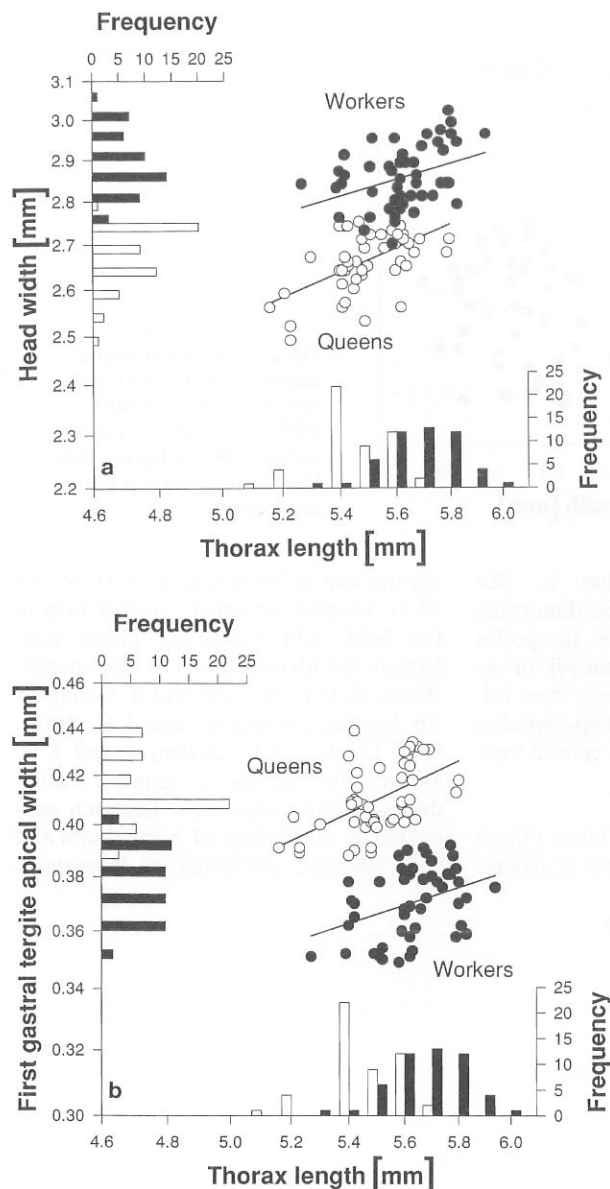 Frequency
0 5 10 15 20 25
3.1
3.0
2.9
2.8
2.7
2.6
2.5
2.4
2.3
2.2
Head width [mm]
Workers
Queens
a
25
20
15
10
5
0
Frequency
4.6 4.8 5.0 5.2 5.4 5.6 5.8 6.0
Thorax length [mm]
Frequency
0 5 10 15 20 25
0.46
0.44
0.42
0.40
0.38
0.36
0.34
0.32
0.30
First gastral tergite apical width [mm]
Queens
Workers
b
25
20
15
10
5
0
Frequency
4.6 4.8 5.0 5.2 5.4 5.6 5.8 6.0
Thorax length [mm]